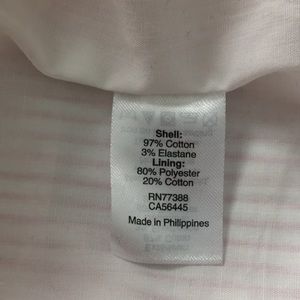 Shell:
97% Cotton
3% Elastane
Lining:
80% Polyester
20% Cotton
RN77388
CA56445
Made in Philippines